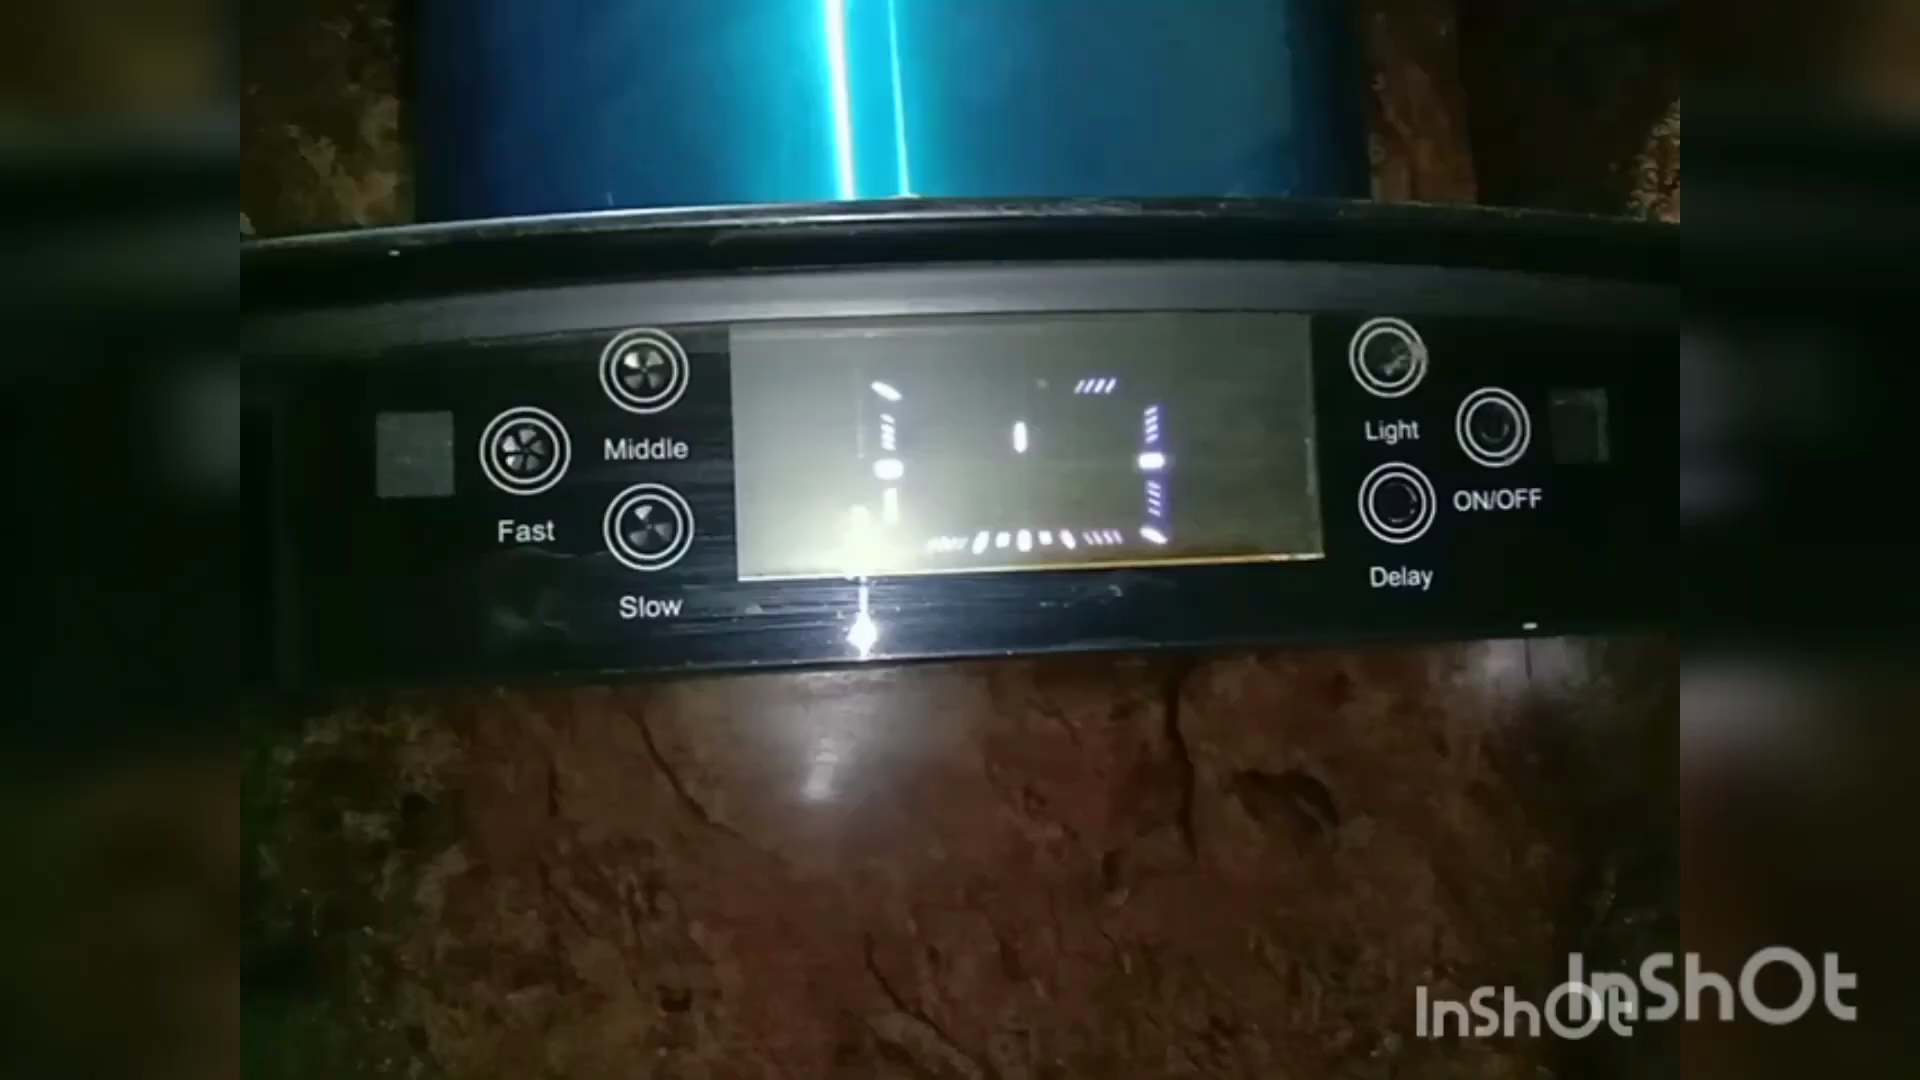 Middle
Fast
Slow
Light
ON/OFF
Delay
InShOt
InShOt